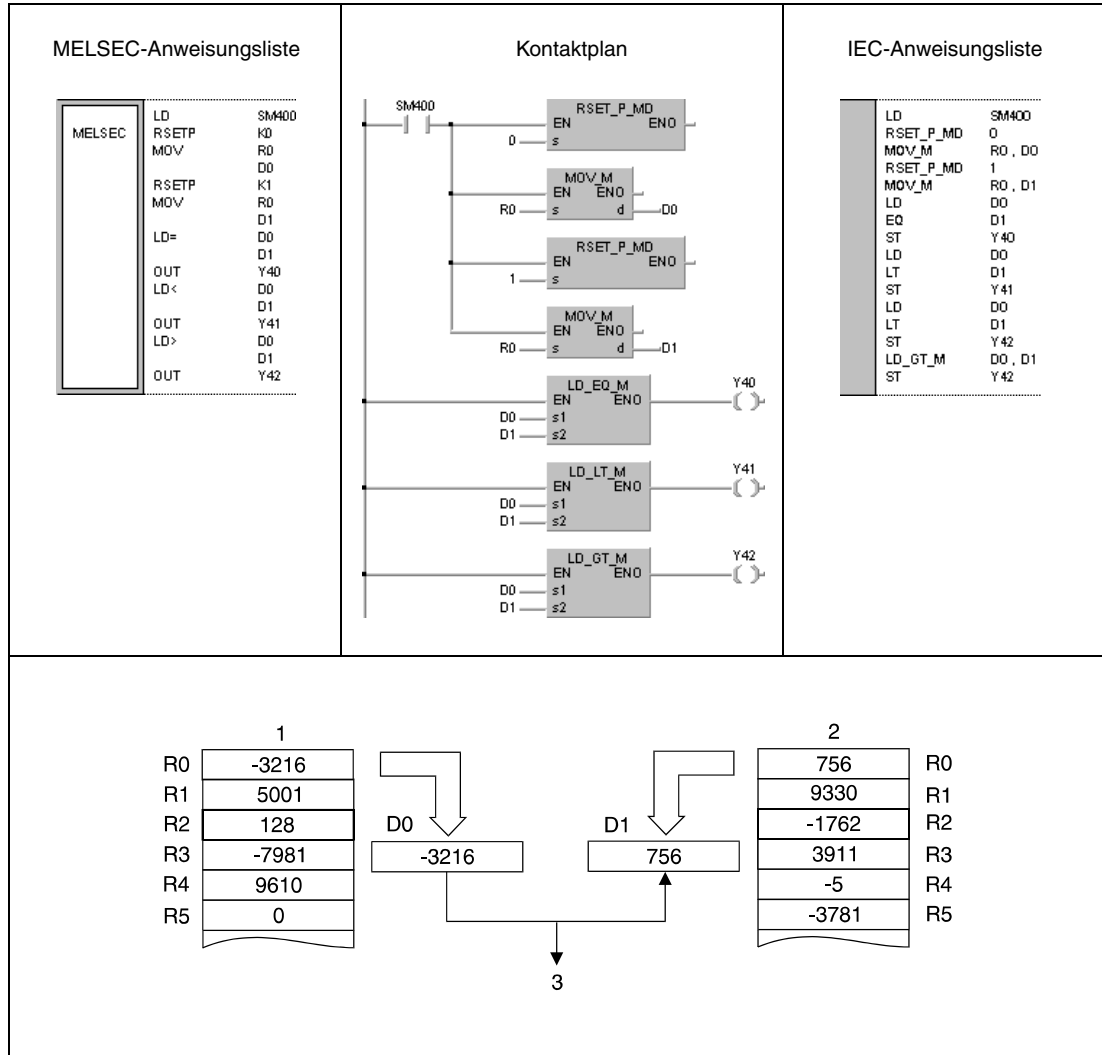 MELSEC-Anweisungsliste
MELSEC
LD SM400
RSETP K0
MOV R0
D0
RSETP K1
MOV R0
D1
LD= D0
D1
OUT Y40
LD< D0
D1
OUT Y41
LD> D0
D1
OUT Y42
Kontaktplan
SM400
RSET_P_MD
EN ENO
0 s
MOV_M
EN ENO
R0 s d D0
RSET_P_MD
EN ENO
1 s
MOV_M
EN ENO
R0 s d D1
LD_EQ_M Y40
EN ENO
D0 s1
D1 s2
LD_LT_M Y41
EN ENO
D0 s1
D1 s2
LD_GT_M Y42
EN ENO
D0 s1
D1 s2
IEC-Anweisungsliste
LD SM400
RSET_P_MD 0
MOV_M R0 , D0
RSET_P_MD 1
MOV_M R0 , D1
LD D0
EQ D1
ST Y40
LD D0
LT D1
ST Y41
LD D0
LT D1
ST Y42
LD_GT_M D0 , D1
ST Y42
1 2
R0 -3216 756 R0
R1 5001 9330 R1
R2 128 D0 D1 -1762 R2
R3 -7981 -3216 756 3911 R3
R4 9610 -5 R4
R5 0 -3781 R5
3